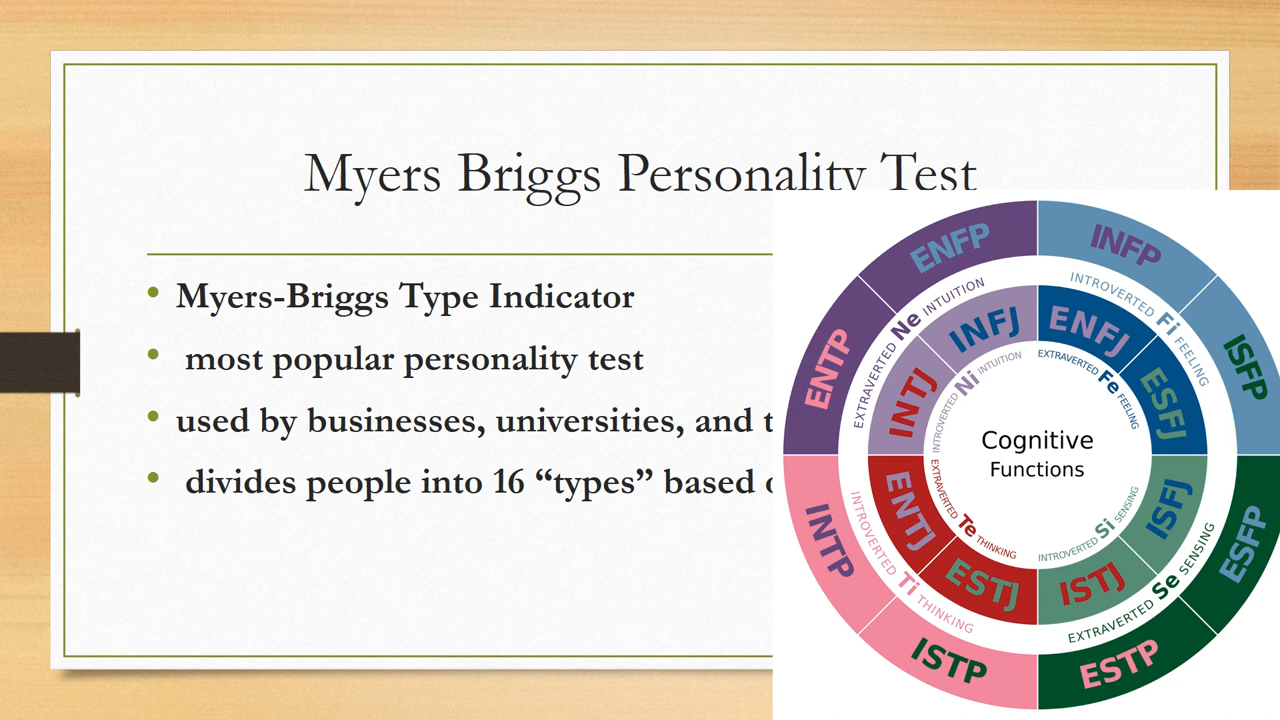 Myers Briggs Personality Test
• Myers-Briggs Type Indicator
• most popular personality test
• used by businesses, universities, and
• divides people into 16 “types” based
ENFP
INFP
ISFP
ESFP
ESTP
ISTP
INTP
ENTP
EXTRAVERTED Ne INTUITION
INTROVERTED Fi FEELING
EXTRAVERTED Se SENSING
INTROVERTED Ti THINKING
INFJ
ENFJ
ESFJ
ISFJ
ISTJ
ESTJ
ENTJ
INTJ
INTROVERTED Ni INTUITION
EXTRAVERTED Fe FEELING
INTROVERTED Si SENSING
EXTRAVERTED Te THINKING
Cognitive
Functions